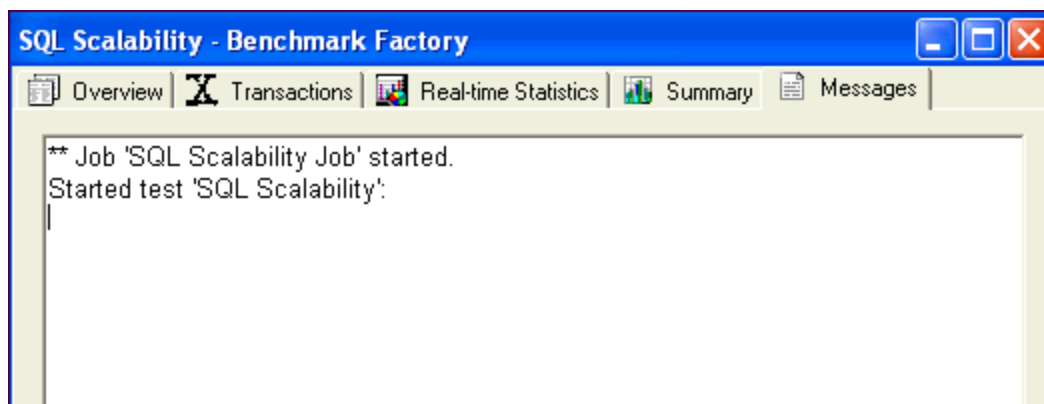 SQL Scalability - Benchmark Factory
Overview Transactions Real-time Statistics Summary Messages
** Job 'SQL Scalability Job' started.
Started test 'SQL Scalability':